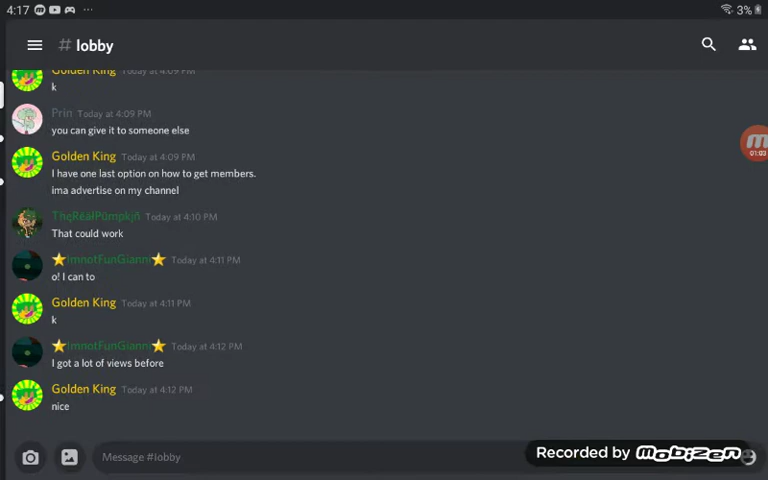 4:17 3%
# lobby
Golden King Today at 4:09 PM
k
Prin Today at 4:09 PM
you can give it to someone else
Golden King Today at 4:09 PM
I have one last option on how to get members.
ima advertise on my channel
Today at 4:10 PM
That could work
⭐ImnotFunGianni⭐ Today at 4:11 PM
o! I can to
Golden King Today at 4:11 PM
k
⭐ImnotFunGianni⭐ Today at 4:12 PM
I got a lot of views before
Golden King Today at 4:12 PM
nice
Message #lobby
Recorded by mobizen
01:03